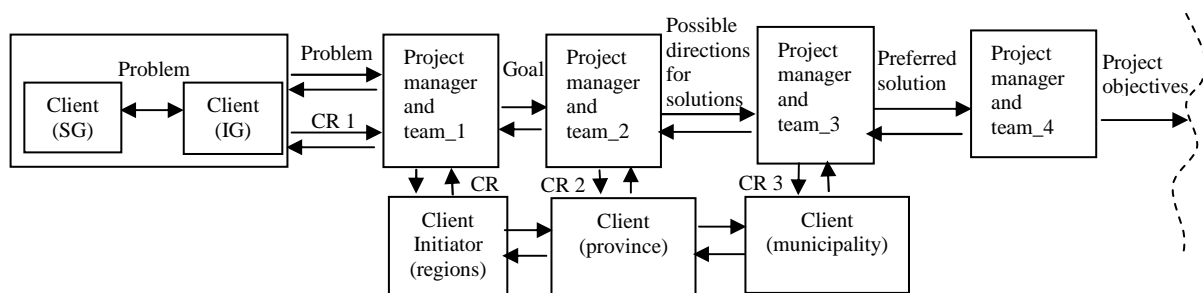 Problem
Client
(SG)
Client
(IG)
Problem
CR 1
Project
manager
and
team_1
Goal
Project
manager
and
team_2
Possible
directions
for
solutions
Project
manager
and
team_3
Preferred
solution
Project
manager
and
team_4
Project
objectives
CR
CR 2
CR 3
Client
Initiator
(regions)
Client
(province)
Client
(municipality)